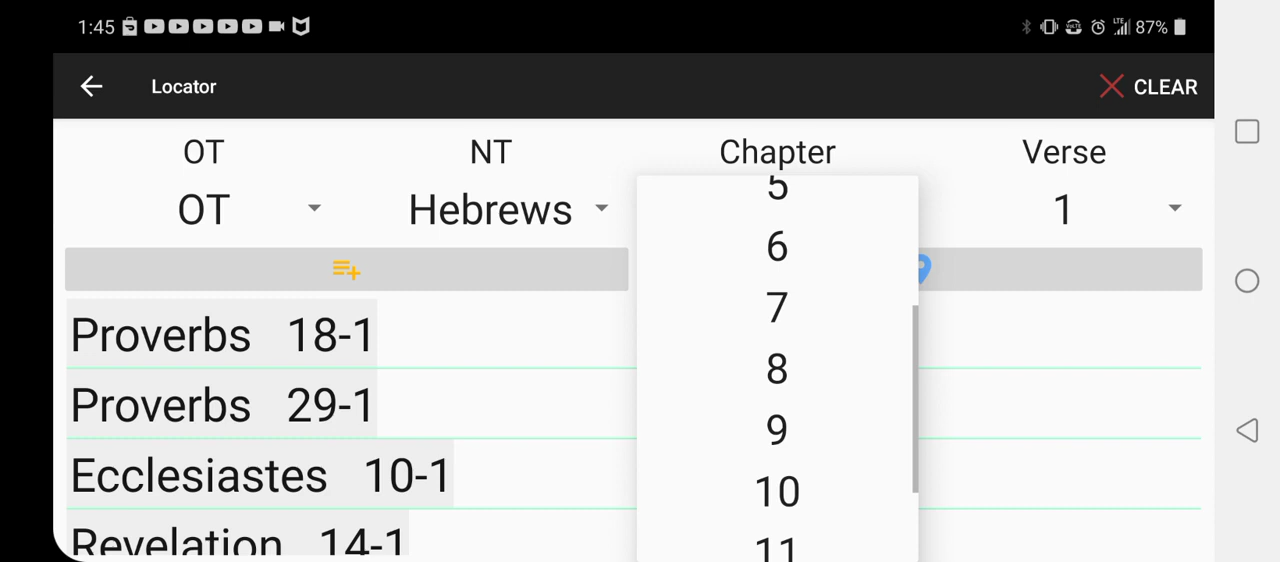 1:45 LTE 87%
Locator CLEAR
OT NT Chapter Verse
OT Hebrews 1
5
6
7
8
9
10
11
Proverbs 18-1
Proverbs 29-1
Ecclesiastes 10-1
Revelation 14-1